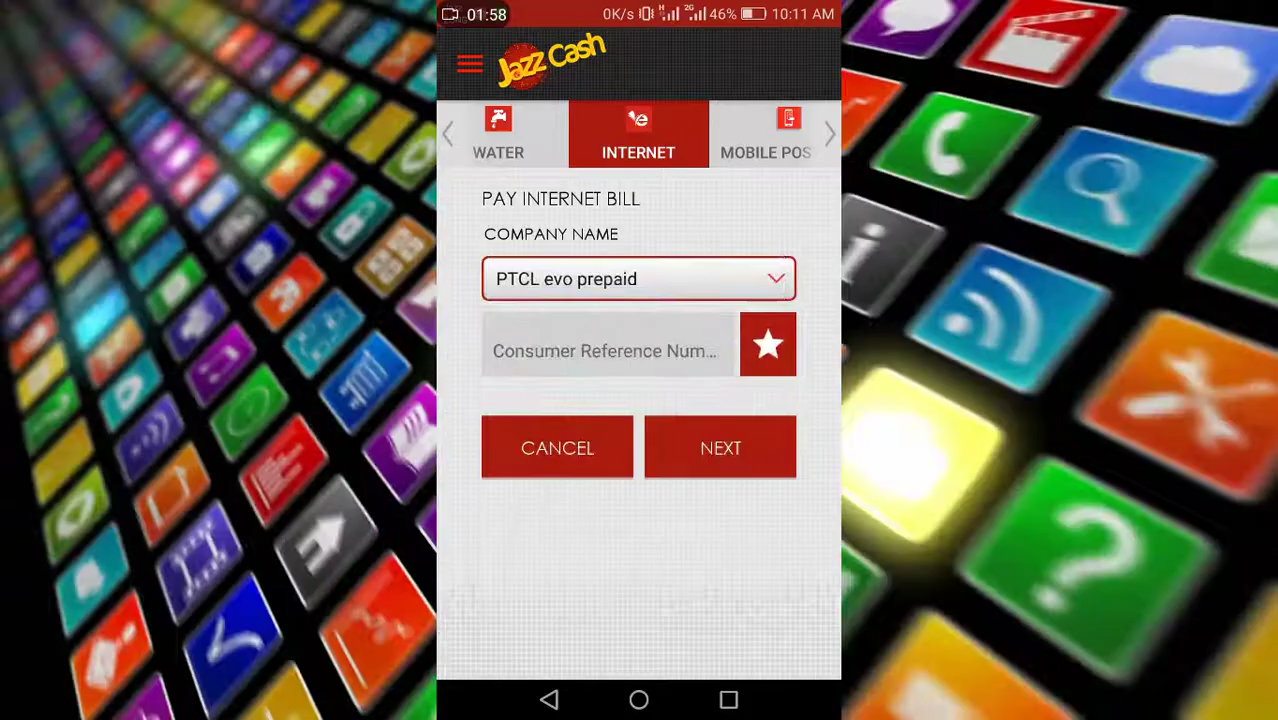 01:58 0K/s H 2G 46% 10:11 AM
Jazz Cash
WATER INTERNET MOBILE POS
PAY INTERNET BILL
COMPANY NAME
PTCL evo prepaid
Consumer Reference Num...
CANCEL NEXT